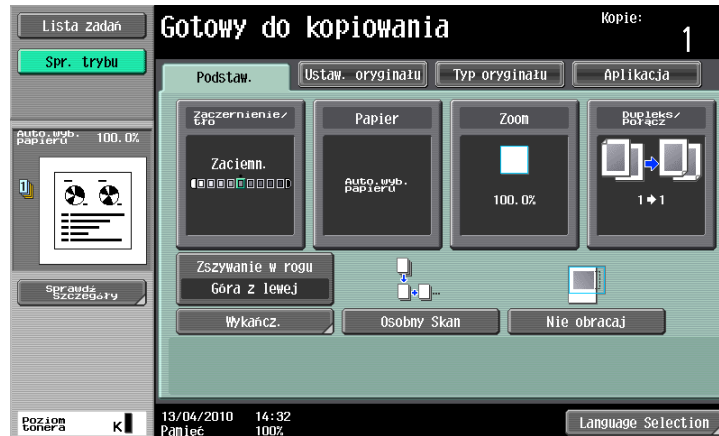 Lista zadań
Spr. trybu
Gotowy do kopiowania
Kopie:
1
Podstaw.
Ustaw. oryginału
Typ oryginału
Aplikacja
Auto.wyb.
papieru
100.0%
1
Zaczernienie/
tło
Zaciemn.
Papier
Auto.wyb.
papieru
Zoom
100.0%
Dupleks/
Połącz
1 1
Sprawdź
Szczegóły
Zszywanie w rogu
Góra z lewej
Wykańcz.
Osobny Skan
Nie obracaj
Poziom
tonera
K
13/04/2010 14:32
Pamięć 100%
Language Selection